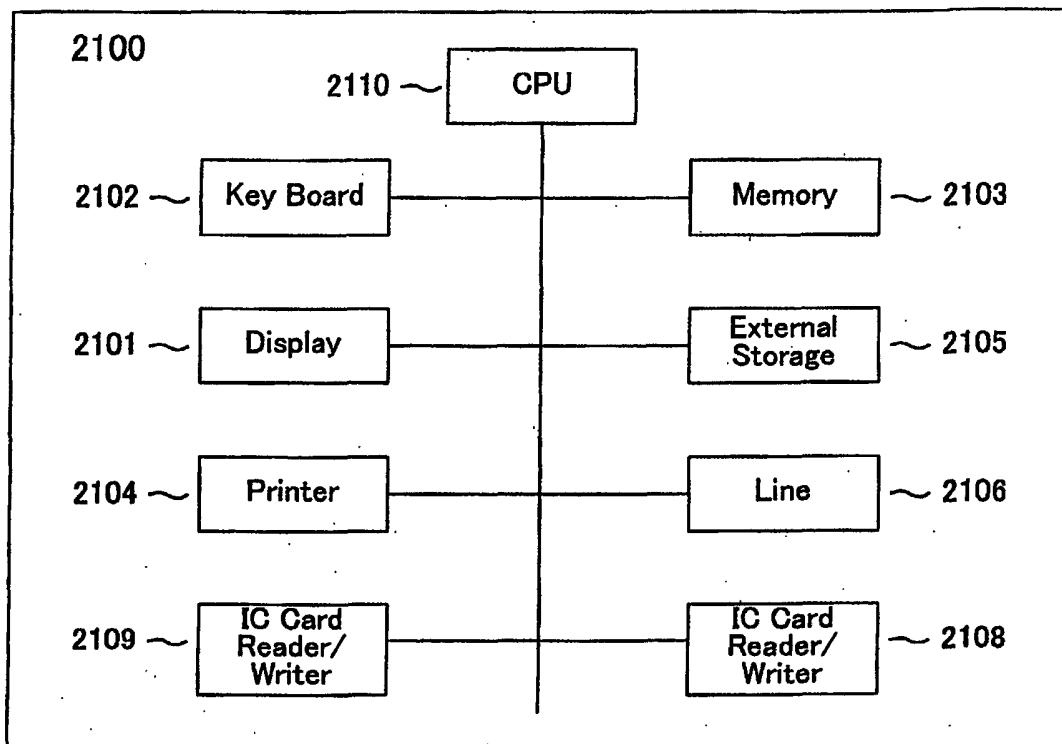 2100
2110 ~ CPU
2102 ~ Key Board
Memory ~ 2103
2101 ~ Display
External
Storage
~ 2105
2104 ~ Printer
Line ~ 2106
2109 ~ IC Card
Reader/
Writer
IC Card
Reader/
Writer
~ 2108